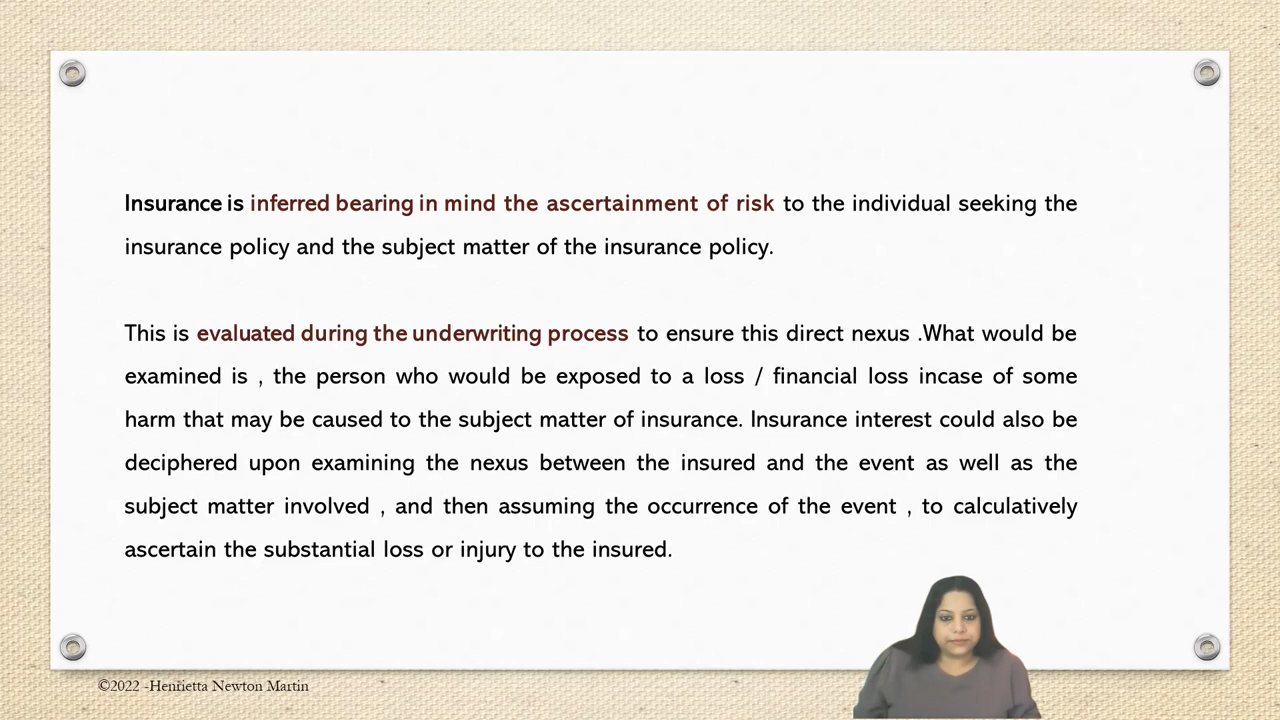 Insurance is inferred bearing in mind the ascertainment of risk to the individual seeking the
insurance policy and the subject matter of the insurance policy.
This is evaluated during the underwriting process to ensure this direct nexus .What would be
examined is , the person who would be exposed to a loss / financial loss incase of some
harm that may be caused to the subject matter of insurance. Insurance interest could also be
deciphered upon examining the nexus between the insured and the event as well as the
subject matter involved , and then assuming the occurrence of the event , to calculatively
ascertain the substantial loss or injury to the insured.
©2022 -Henrietta Newton Martin